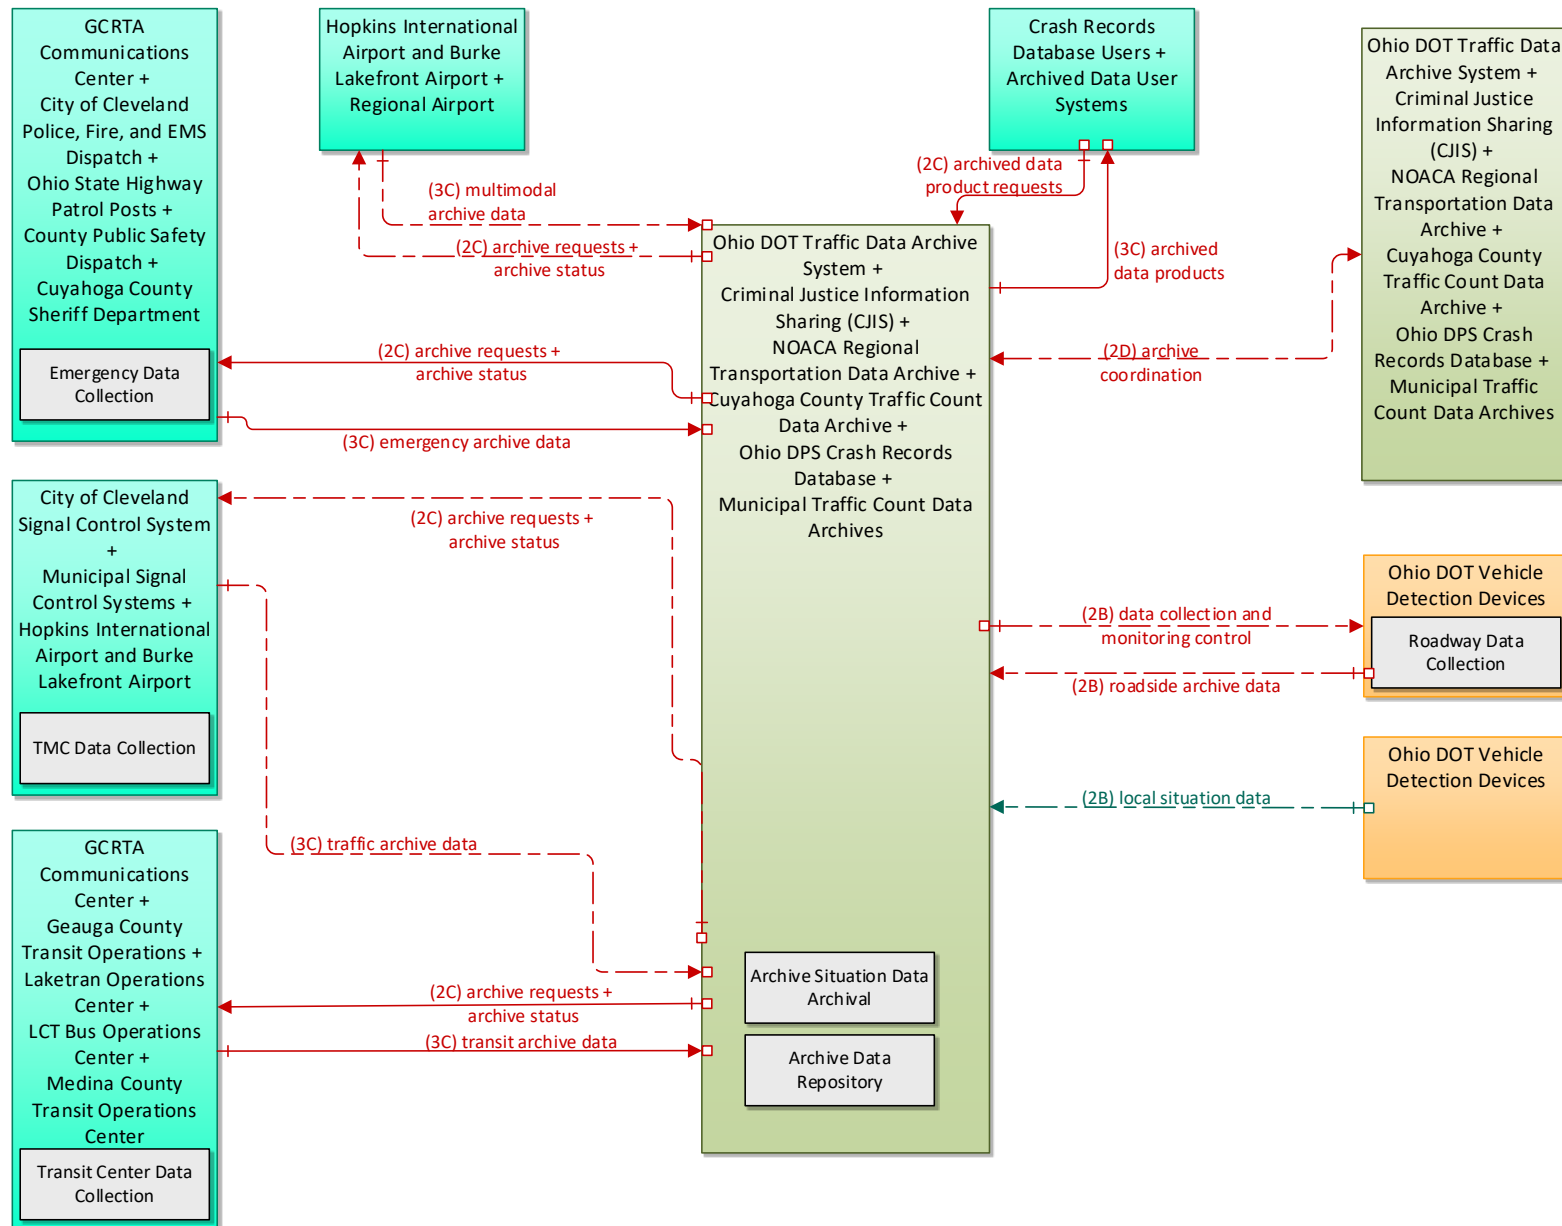 GCRTA
Communications
Center +
City of Cleveland
Police, Fire, and EMS
Dispatch +
Ohio State Highway
Patrol Posts +
County Public Safety
Dispatch +
Cuyahoga County
Sheriff Department
Emergency Data
Collection
Hopkins International
Airport and Burke
Lakefront Airport +
Regional Airport
Crash Records
Database Users +
Archived Data User
Systems
Ohio DOT Traffic Data
Archive System +
Criminal Justice
Information Sharing
(CJIS) +
NOACA Regional
Transportation Data
Archive +
Cuyahoga County
Traffic Count Data
Archive +
Ohio DPS Crash
Records Database +
Municipal Traffic
Count Data Archives
(3C) multimodal
archive data
(2C) archive requests +
archive status
(2C) archived data
product requests
(3C) archived
data products
(2D) archive
coordination
(2C) archive requests +
archive status
(3C) emergency archive data
Ohio DOT Traffic Data Archive
System +
Criminal Justice Information
Sharing (CJIS) +
NOACA Regional
Transportation Data Archive +
Cuyahoga County Traffic Count
Data Archive +
Ohio DPS Crash Records
Database +
Municipal Traffic Count Data
Archives
City of Cleveland
Signal Control System
+
Municipal Signal
Control Systems +
Hopkins International
Airport and Burke
Lakefront Airport
TMC Data Collection
(2C) archive requests +
archive status
(3C) traffic archive data
Ohio DOT Vehicle
Detection Devices
Roadway Data
Collection
(2B) data collection and
monitoring control
(2B) roadside archive data
Ohio DOT Vehicle
Detection Devices
(2B) local situation data
GCRTA
Communications
Center +
Geauga County
Transit Operations +
Laketran Operations
Center +
LCT Bus Operations
Center +
Medina County
Transit Operations
Center
Transit Center Data
Collection
(2C) archive requests +
archive status
(3C) transit archive data
Archive Situation Data
Archival
Archive Data
Repository